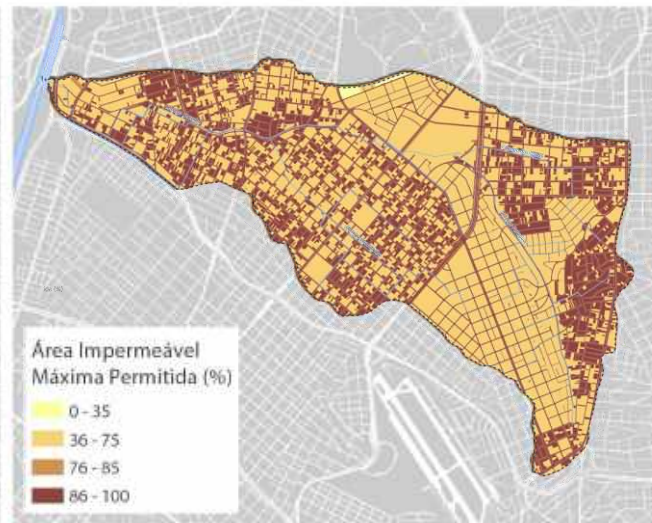 Área Impermeável
Máxima Permitida (%)
0 - 35
36 - 75
76 - 85
86 - 100